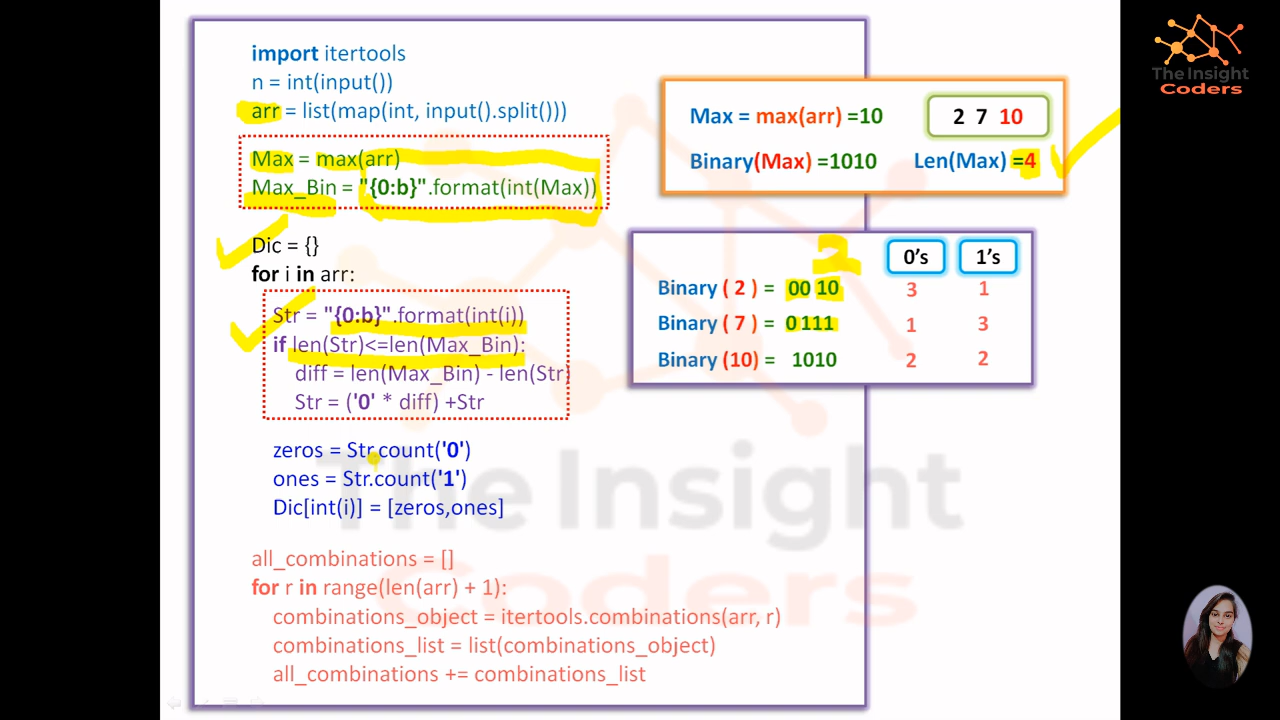 import itertools
n = int(input())
arr = list(map(int, input().split()))
Max = max(arr)
Max_Bin = "{0:b}".format(int(Max))
Dic = {}
for i in arr:
Str = "{0:b}".format(int(i))
if len(Str)<=len(Max_Bin):
diff = len(Max_Bin) - len(Str)
Str = ('0' * diff) +Str
zeros = Str.count('0')
ones = Str.count('1')
Dic[int(i)] = [zeros,ones]
all_combinations = []
for r in range(len(arr) + 1):
combinations_object = itertools.combinations(arr, r)
combinations_list = list(combinations_object)
all_combinations += combinations_list
Max = max(arr) =10
2 7 10
Binary(Max) =1010
Len(Max) =4
0's 1's
Binary ( 2 ) = 00 10 3 1
Binary ( 7 ) = 0 111 1 3
Binary (10) = 1010 2 2
The Insight
Coders
The Insight
Coders